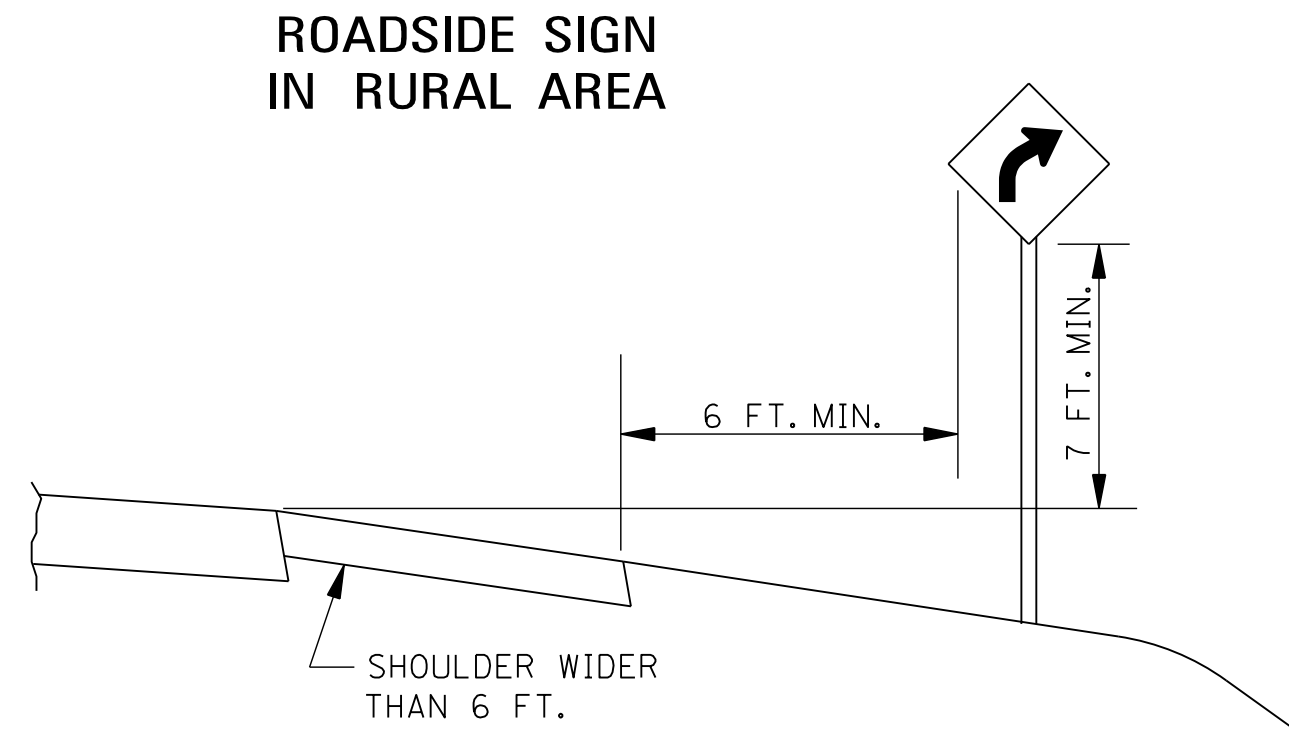 ROADSIDE SIGN
IN RURAL AREA
6 FT. MIN.
7 FT. MIN.
SHOULDER WIDER
THAN 6 FT.